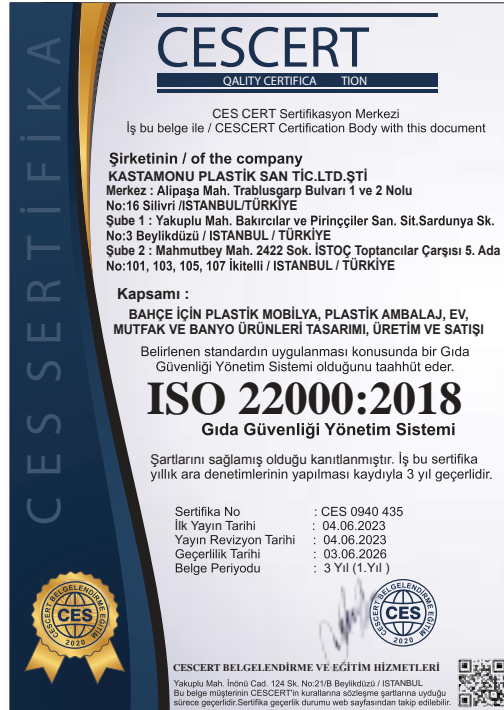 CES SERTİFİKA
CESCERT
QALITY CERTIFICA TION
CES CERT Sertifikasyon Merkezi
İş bu belge ile / CESCERT Certification Body with this document
Şirketinin / of the company
KASTAMONU PLASTİK SAN TİC.LTD.ŞTİ
Merkez : Alipaşa Mah. Trablusgarp Bulvarı 1 ve 2 Nolu
No:16 Silivri /ISTANBUL/TÜRKİYE
Şube 1 : Yakuplu Mah. Bakırcılar ve Pirinççiler San. Sit.Sardunya Sk.
No:3 Beylikdüzü / ISTANBUL / TÜRKİYE
Şube 2 : Mahmutbey Mah. 2422 Sok. İSTOÇ Toptancılar Çarşısı 5. Ada
No:101, 103, 105, 107 İkitelli / ISTANBUL / TÜRKİYE
Kapsamı :
BAHÇE İÇİN PLASTİK MOBİLYA, PLASTİK AMBALAJ, EV,
MUTFAK VE BANYO ÜRÜNLERİ TASARIMI, ÜRETİM VE SATIŞI
Belirlenen standardın uygulanması konusunda bir Gıda
Güvenliği Yönetim Sistemi olduğunu taahhüt eder.
ISO 22000:2018
Gıda Güvenliği Yönetim Sistemi
Şartlarını sağlamış olduğu kanıtlanmıştır. İş bu sertifika
yıllık ara denetimlerinin yapılması kaydıyla 3 yıl geçerlidir.
Sertifika No : CES 0940 435
İlk Yayın Tarihi : 04.06.2023
Yayın Revizyon Tarihi : 04.06.2023
Geçerlilik Tarihi : 03.06.2026
Belge Periyodu : 3 Yıl (1.Yıl )
CESCERT BELGELENDİRME EĞİTİM
CES
2020
CESCERT BELGELENDİRME EĞİTİM
CES
2020
CESCERT BELGELENDİRME VE EĞİTİM HİZMETLERİ
Yakuplu Mah. İnönü Cad. 124 Sk. No:21/B Beylikdüzü / ISTANBUL
Bu belge müşterinin CESCERT'in kurallarına sözleşme şartlarına uyduğu
sürece geçerlidir.Sertifika geçerlik durumu web sayfasından takip edilebilir.